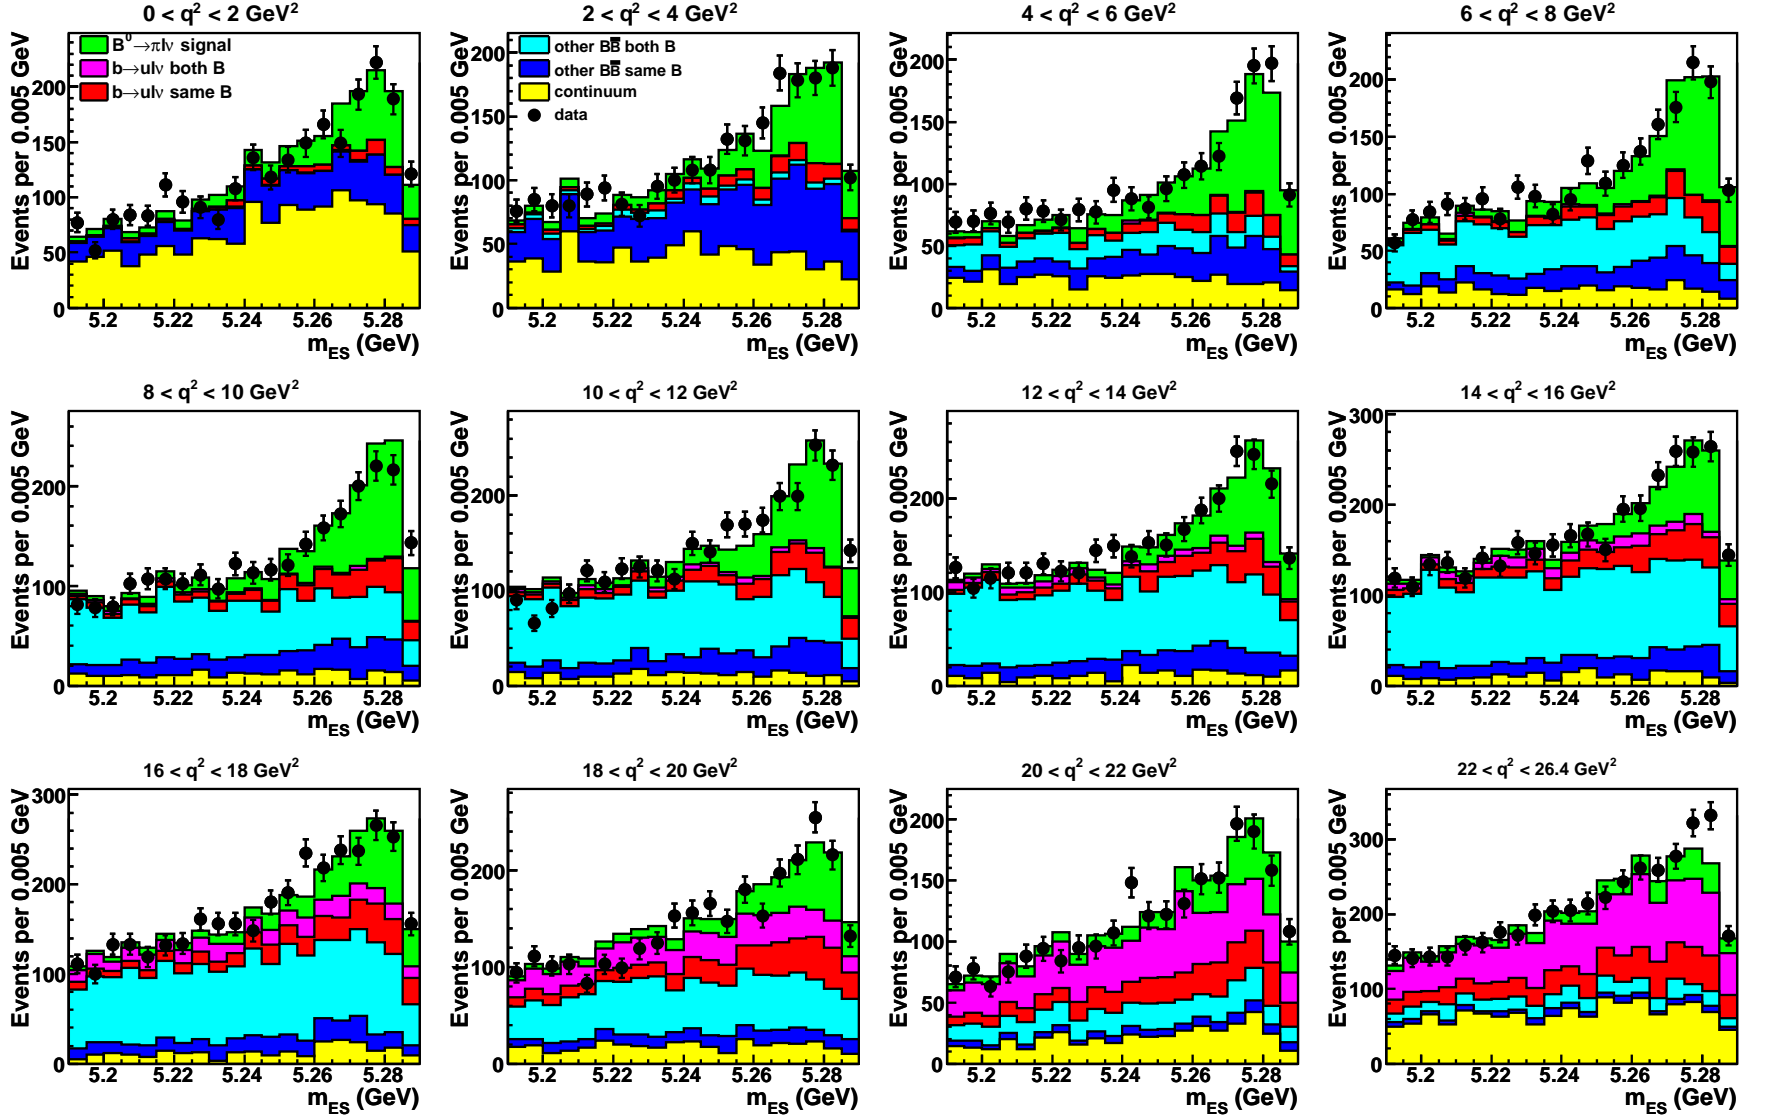 0 < q² < 2 GeV²
Events per 0.005 GeV
B⁰→πlν signal
b→ulν both B
b→ulν same B
200
150
100
50
0
5.2 5.22 5.24 5.26 5.28
m_ES (GeV)
2 < q² < 4 GeV²
Events per 0.005 GeV
other BB̅ both B
other BB̅ same B
continuum
data
200
150
100
50
0
5.2 5.22 5.24 5.26 5.28
m_ES (GeV)
4 < q² < 6 GeV²
Events per 0.005 GeV
200
150
100
50
0
5.2 5.22 5.24 5.26 5.28
m_ES (GeV)
6 < q² < 8 GeV²
Events per 0.005 GeV
200
150
100
50
0
5.2 5.22 5.24 5.26 5.28
m_ES (GeV)
8 < q² < 10 GeV²
Events per 0.005 GeV
200
100
0
5.2 5.22 5.24 5.26 5.28
m_ES (GeV)
10 < q² < 12 GeV²
Events per 0.005 GeV
200
100
0
5.2 5.22 5.24 5.26 5.28
m_ES (GeV)
12 < q² < 14 GeV²
Events per 0.005 GeV
200
100
0
5.2 5.22 5.24 5.26 5.28
m_ES (GeV)
14 < q² < 16 GeV²
Events per 0.005 GeV
300
200
100
0
5.2 5.22 5.24 5.26 5.28
m_ES (GeV)
16 < q² < 18 GeV²
Events per 0.005 GeV
300
200
100
0
5.2 5.22 5.24 5.26 5.28
m_ES (GeV)
18 < q² < 20 GeV²
Events per 0.005 GeV
200
100
0
5.2 5.22 5.24 5.26 5.28
m_ES (GeV)
20 < q² < 22 GeV²
Events per 0.005 GeV
200
150
100
50
0
5.2 5.22 5.24 5.26 5.28
m_ES (GeV)
22 < q² < 26.4 GeV²
Events per 0.005 GeV
300
200
100
0
5.2 5.22 5.24 5.26 5.28
m_ES (GeV)